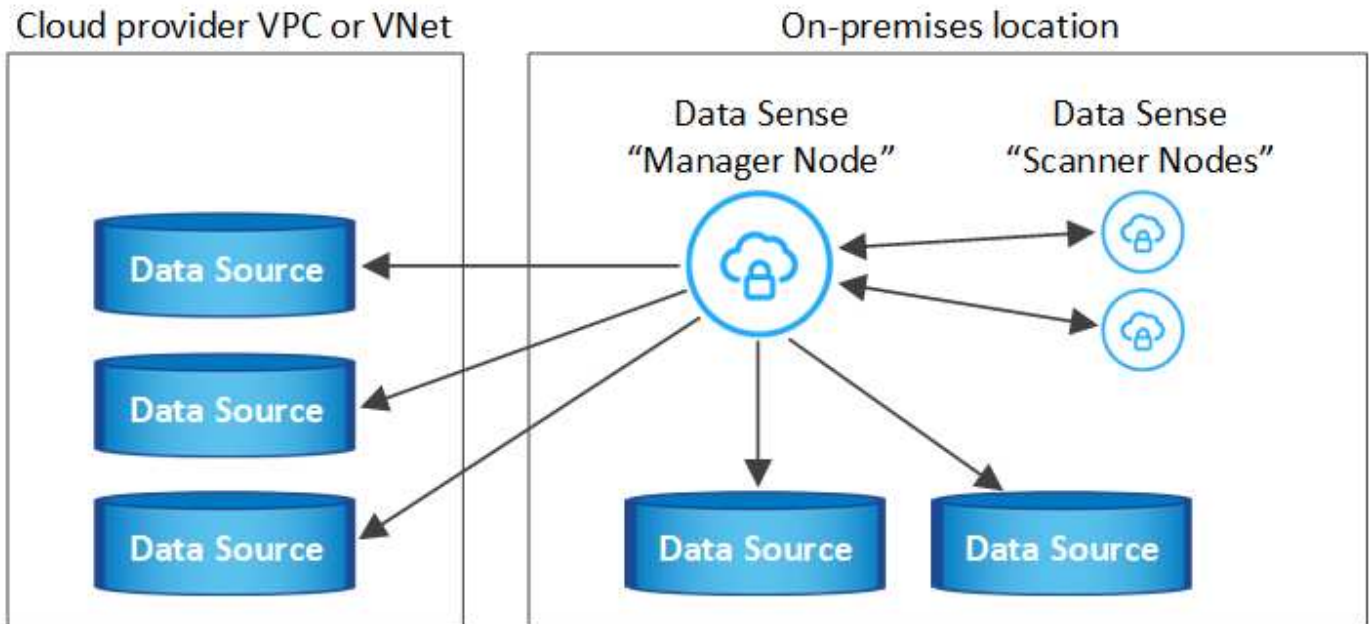 Cloud provider VPC or VNet
On-premises location
Data Sense
“Manager Node”
Data Sense
“Scanner Nodes”
Data Source
Data Source
Data Source
Data Source
Data Source